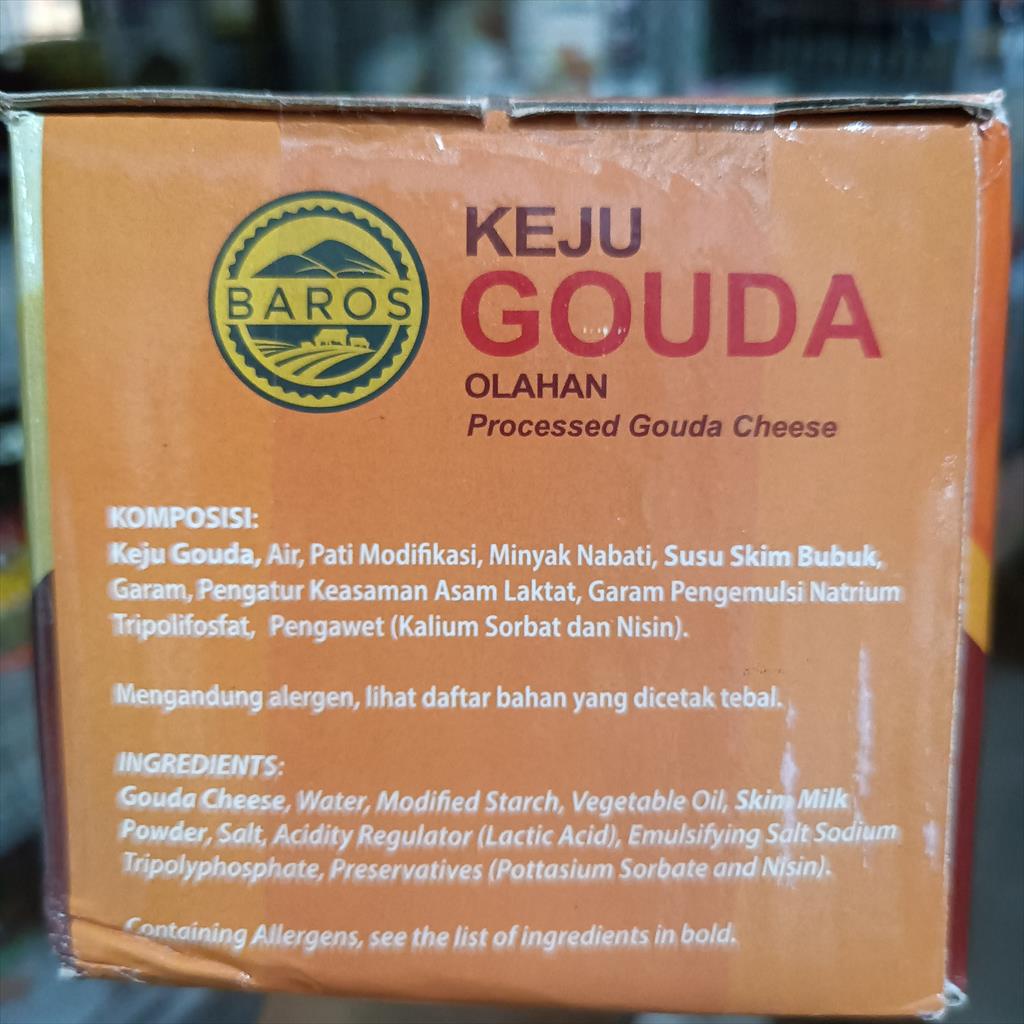 BAROS
KEJU
GOUDA
OLAHAN
Processed Gouda Cheese
KOMPOSISI:
Keju Gouda, Air, Pati Modifikasi, Minyak Nabati, Susu Skim Bubuk,
Garam, Pengatur Keasaman Asam Laktat, Garam Pengemulsi Natrium
Tripolifosfat, Pengawet (Kalium Sorbat dan Nisin).
Mengandung alergen, lihat daftar bahan yang dicetak tebal.
INGREDIENTS:
Gouda Cheese, Water, Modified Starch, Vegetable Oil, Skim Milk
Powder, Salt, Acidity Regulator (Lactic Acid), Emulsifying Salt Sodium
Tripolyphosphate, Preservatives (Pottasium Sorbate and Nisin).
Containing Allergens, see the list of ingredients in bold.